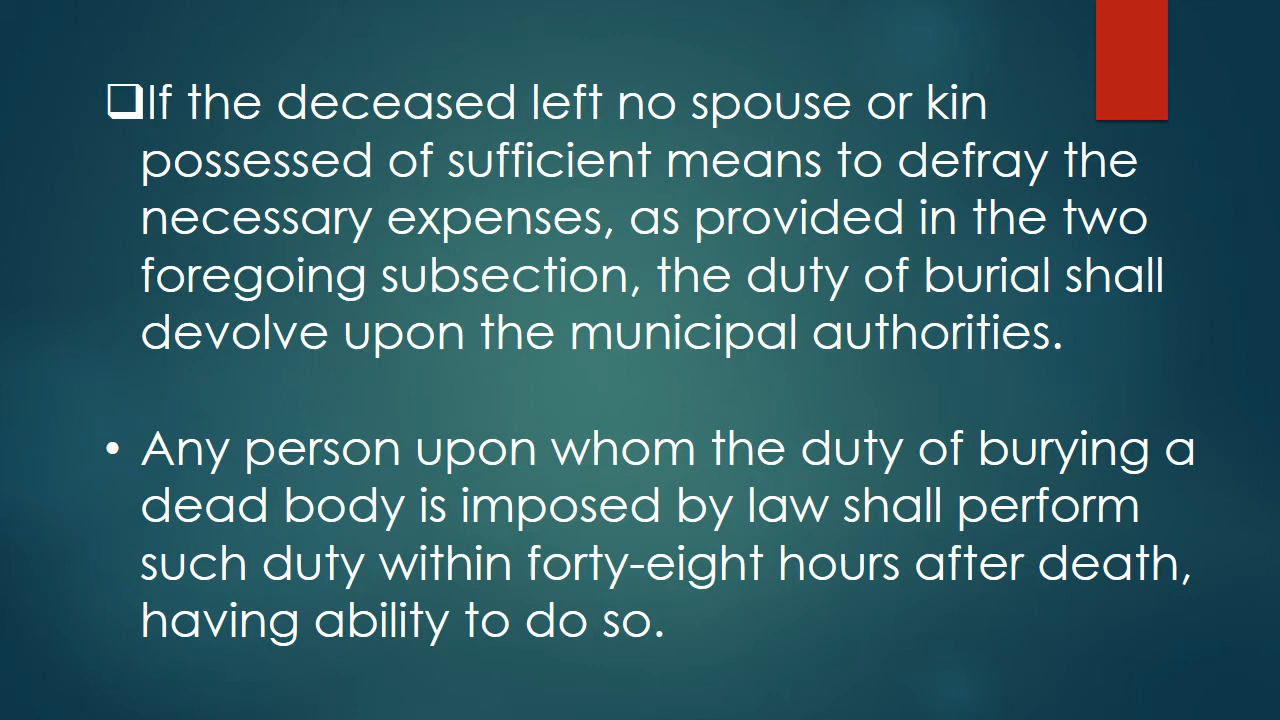 ❑If the deceased left no spouse or kin
possessed of sufficient means to defray the
necessary expenses, as provided in the two
foregoing subsection, the duty of burial shall
devolve upon the municipal authorities.
• Any person upon whom the duty of burying a
dead body is imposed by law shall perform
such duty within forty-eight hours after death,
having ability to do so.